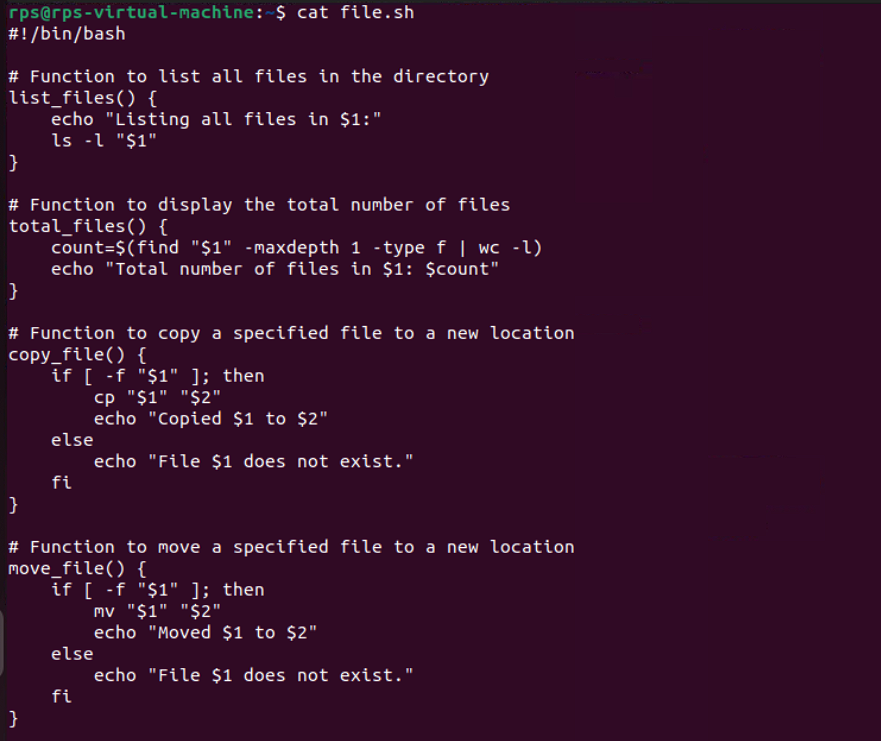 rps@rps-virtual-machine:~$ cat file.sh
#!/bin/bash

# Function to list all files in the directory
list_files() {
    echo "Listing all files in $1:"
    ls -l "$1"
}

# Function to display the total number of files
total_files() {
    count=$(find "$1" -maxdepth 1 -type f | wc -l)
    echo "Total number of files in $1: $count"
}

# Function to copy a specified file to a new location
copy_file() {
    if [ -f "$1" ]; then
        cp "$1" "$2"
        echo "Copied $1 to $2"
    else
        echo "File $1 does not exist."
    fi
}

# Function to move a specified file to a new location
move_file() {
    if [ -f "$1" ]; then
        mv "$1" "$2"
        echo "Moved $1 to $2"
    else
        echo "File $1 does not exist."
    fi
}